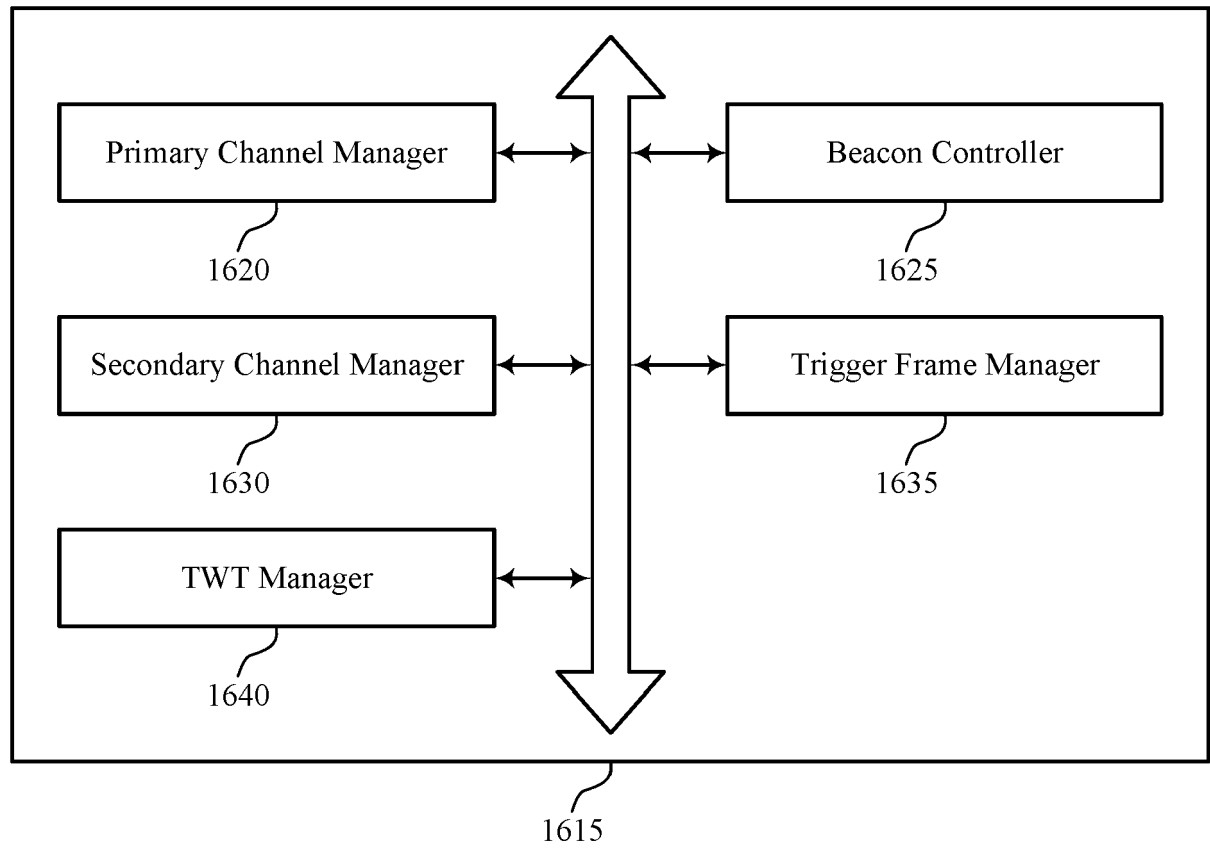 Primary Channel Manager
Beacon Controller
1620
1625
Secondary Channel Manager
Trigger Frame Manager
1630
1635
TWT Manager
1640
1615